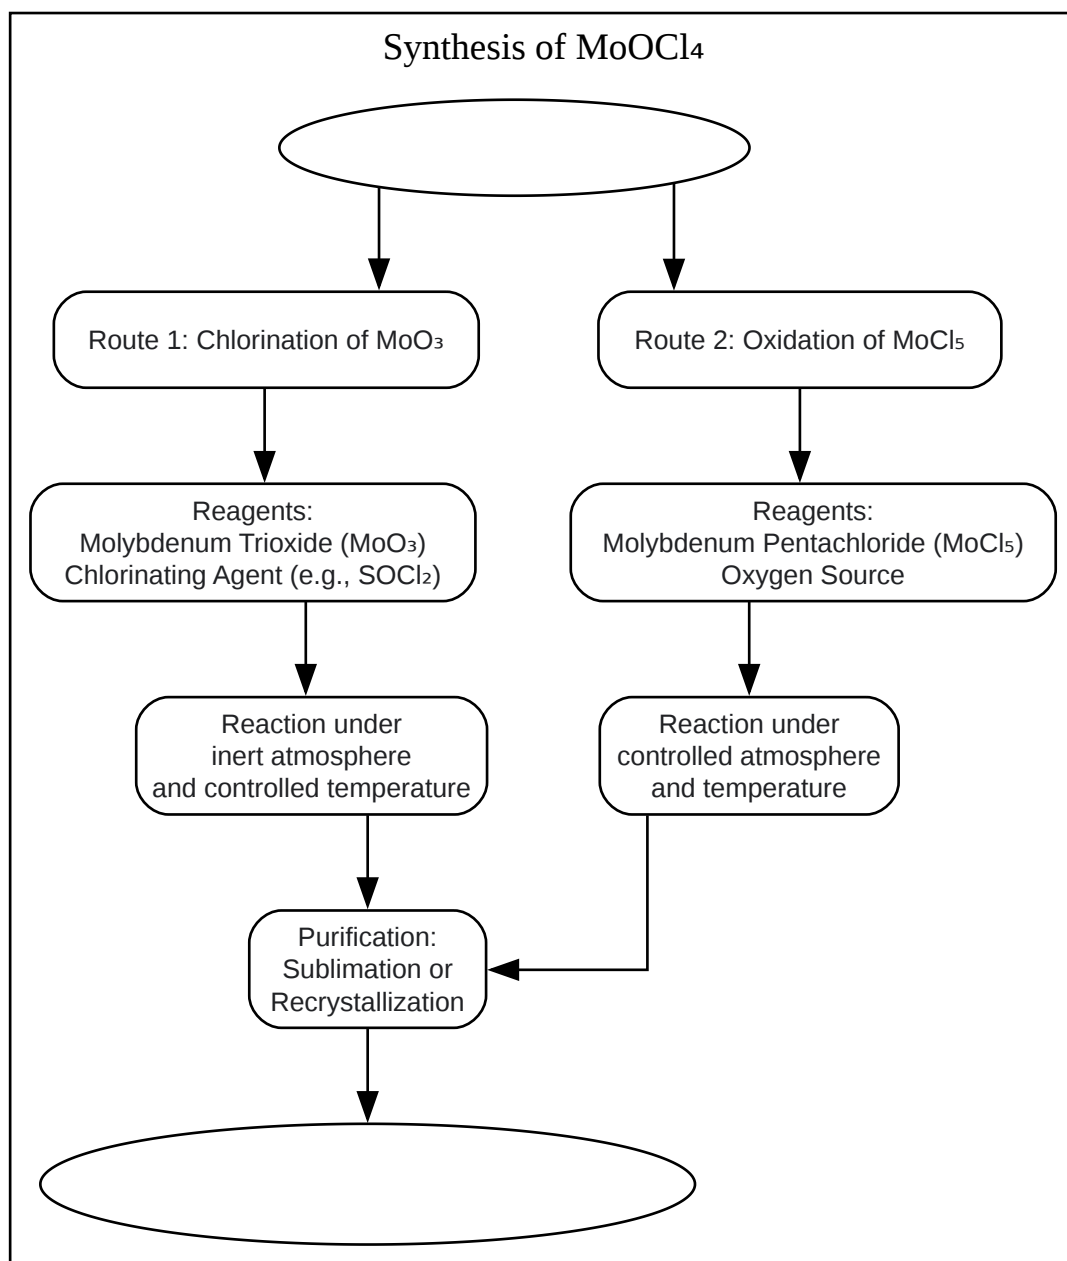 Synthesis of MoOCl₄
Route 1: Chlorination of MoO₃
Route 2: Oxidation of MoCl₅
Reagents:
Molybdenum Trioxide (MoO₃)
Chlorinating Agent (e.g., SOCl₂)
Reagents:
Molybdenum Pentachloride (MoCl₅)
Oxygen Source
Reaction under
inert atmosphere
and controlled temperature
Reaction under
controlled atmosphere
and temperature
Purification:
Sublimation or
Recrystallization